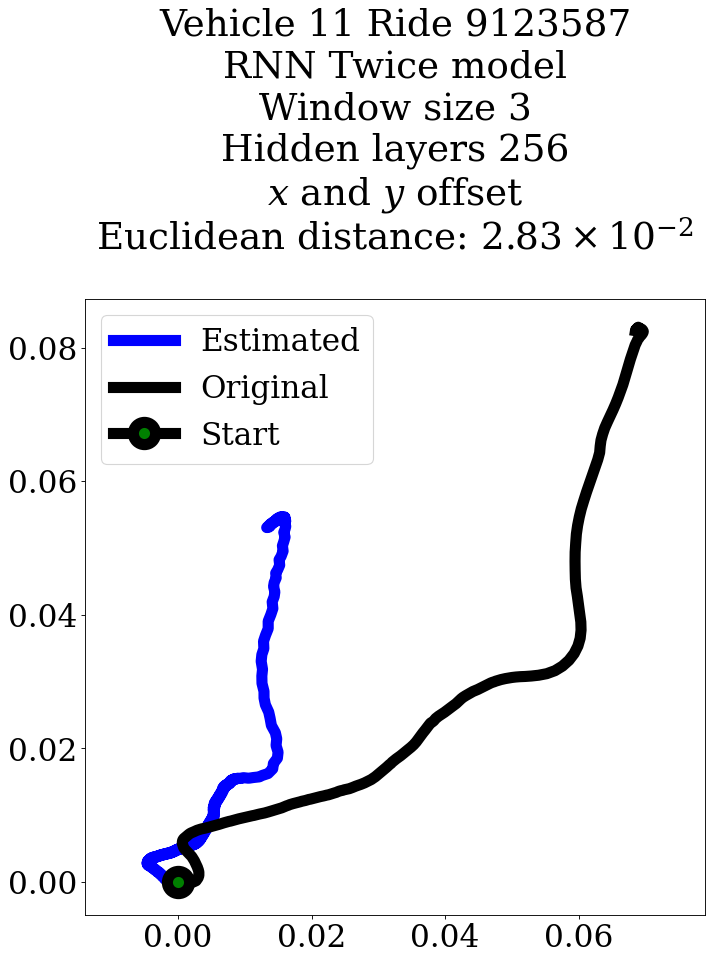 Vehicle 11 Ride 9123587
RNN Twice model
Window size 3
Hidden layers 256
x and y offset
Euclidean distance: 2.83 × 10⁻²
Estimated
Original
Start
0.08
0.06
0.04
0.02
0.00
0.00 0.02 0.04 0.06